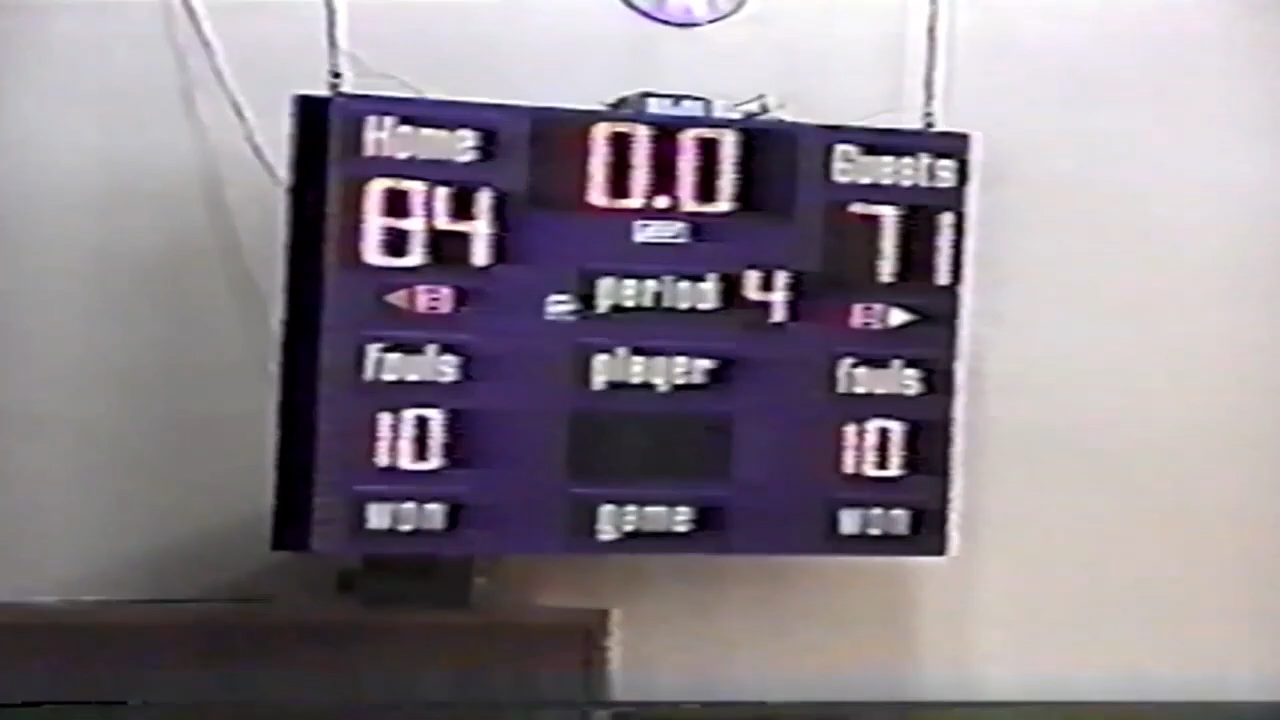 Home 0.0 Guests
84 71
period 4
fouls player fouls
10 10
won game won